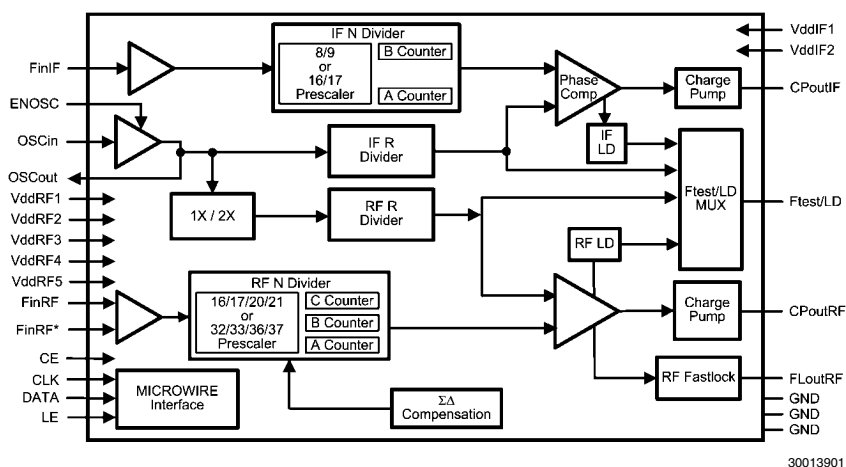 IF N Divider
8/9
or
16/17
Prescaler
B Counter
A Counter
FinIF
ENOSC
OSCin
OSCout
VddRF1
VddRF2
VddRF3
VddRF4
VddRF5
FinRF
FinRF*
CE
CLK
DATA
LE
Phase
Comp
Charge
Pump
IF
LD
IF R
Divider
1X / 2X
RF R
Divider
Ftest/LD
MUX
RF LD
RF N Divider
16/17/20/21
or
32/33/36/37
Prescaler
C Counter
B Counter
A Counter
Charge
Pump
RF Fastlock
MICROWIRE
Interface
ΣΔ
Compensation
VddIF1
VddIF2
CPoutIF
Ftest/LD
CPoutRF
FLoutRF
GND
GND
GND
30013901